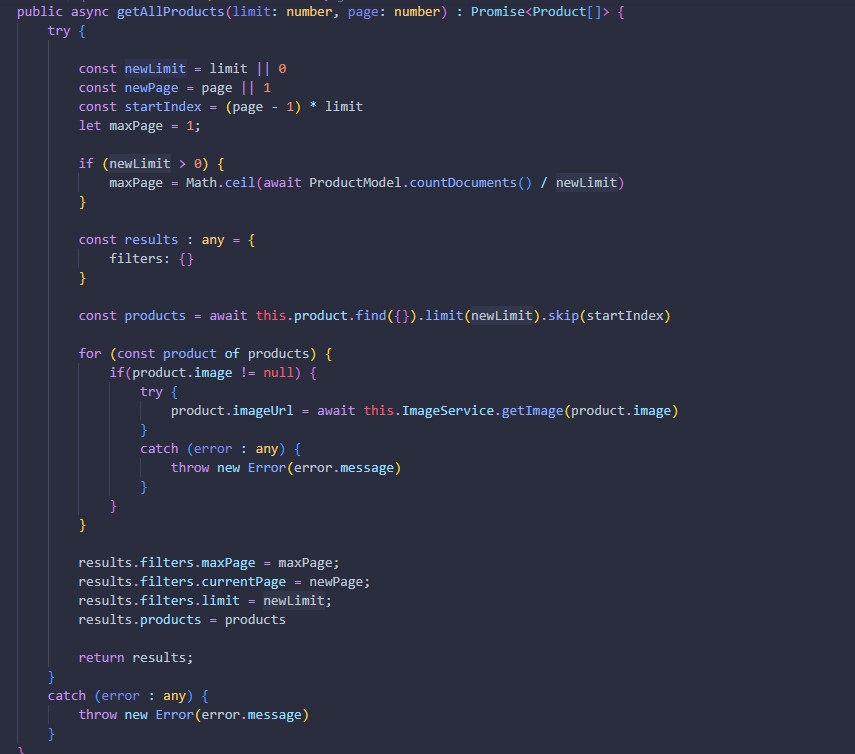 public async getAllProducts(limit: number, page: number) : Promise<Product[]> {
try {
const newLimit = limit || 0
const newPage = page || 1
const startIndex = (page - 1) * limit
let maxPage = 1;
if (newLimit > 0) {
maxPage = Math.ceil(await ProductModel.countDocuments() / newLimit)
}
const results : any = {
filters: {}
}
const products = await this.product.find({}).limit(newLimit).skip(startIndex)
for (const product of products) {
if(product.image != null) {
try {
product.imageUrl = await this.ImageService.getImage(product.image)
}
catch (error : any) {
throw new Error(error.message)
}
}
}
results.filters.maxPage = maxPage;
results.filters.currentPage = newPage;
results.filters.limit = newLimit;
results.products = products
return results;
}
catch (error : any) {
throw new Error(error.message)
}
}